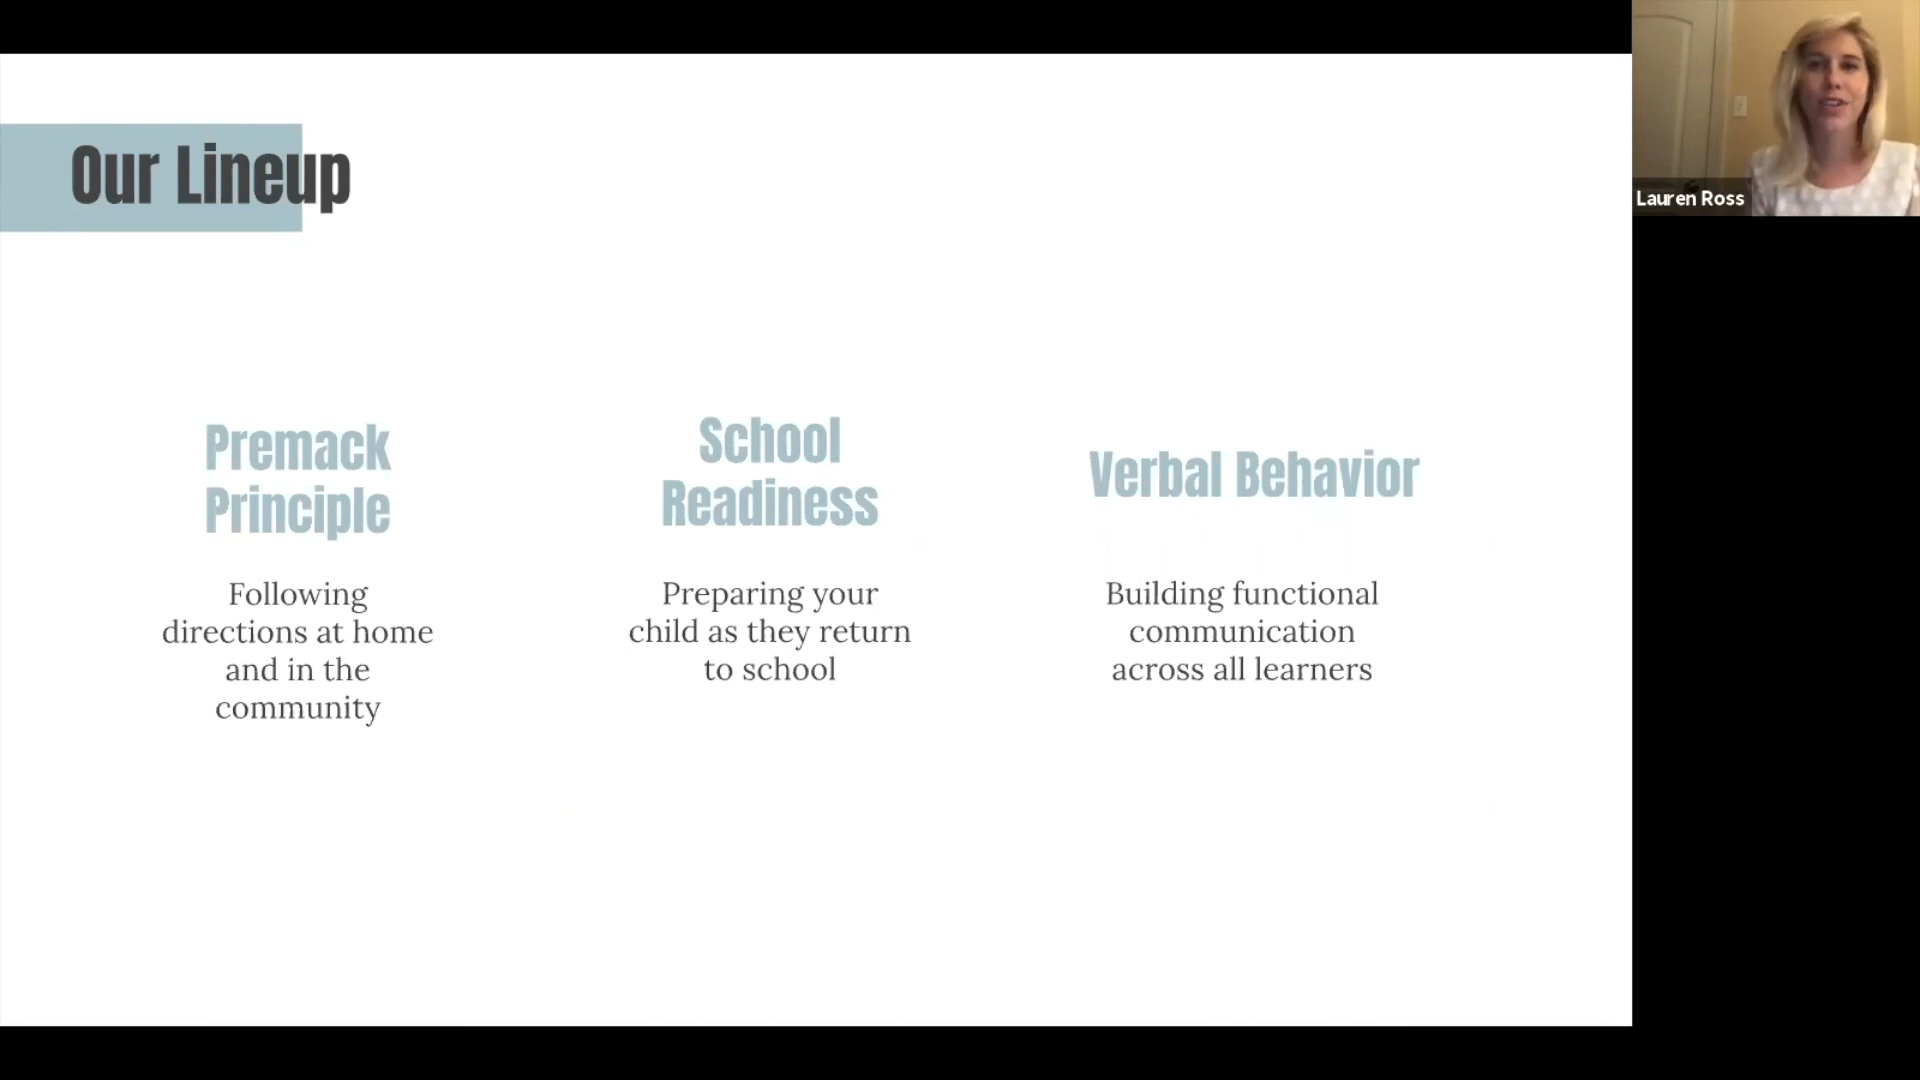 Our Lineup
Premack
Principle
Following
directions at home
and in the
community
School
Readiness
Preparing your
child as they return
to school
Verbal Behavior
Building functional
communication
across all learners
Lauren Ross